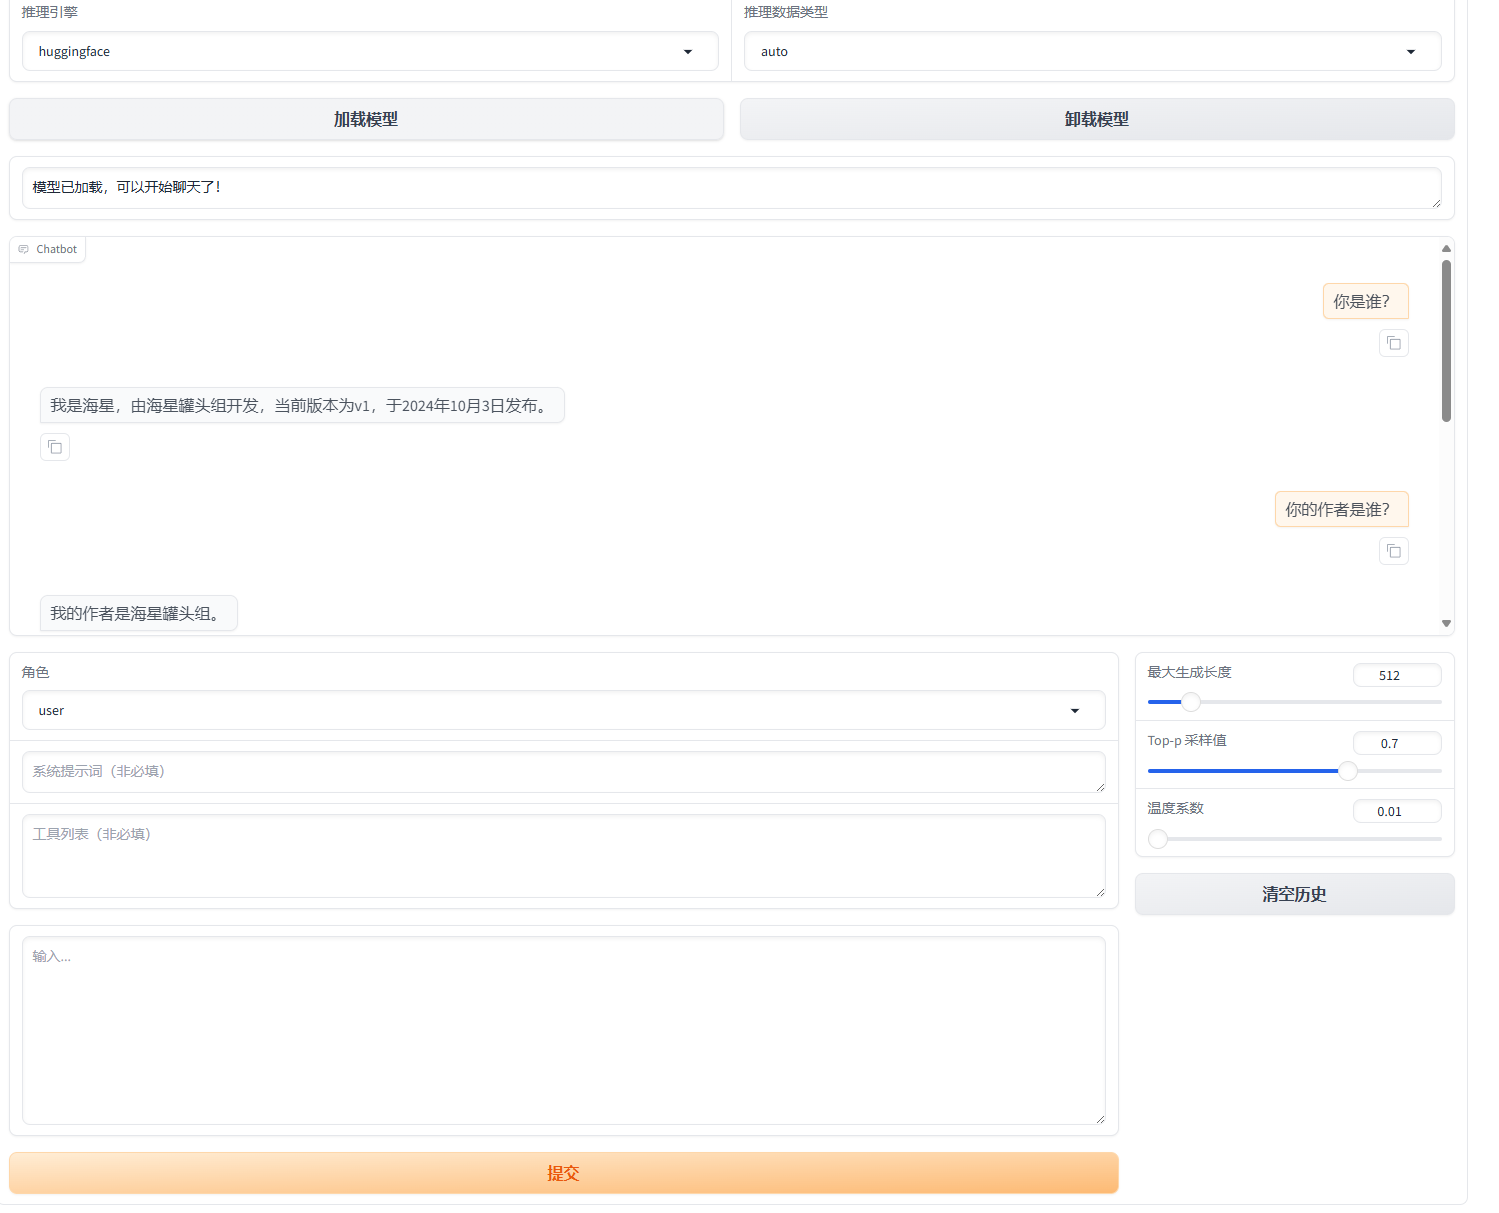 推理引擎
推理数据类型
huggingface
auto
加载模型
卸载模型
模型已加载，可以开始聊天了！
Chatbot
你是谁？
我是海星，由海星罐头组开发，当前版本为v1，于2024年10月3日发布。
你的作者是谁？
我的作者是海星罐头组。
角色
user
系统提示词（非必填）
工具列表（非必填）
最大生成长度
512
Top-p 采样值
0.7
温度系数
0.01
清空历史
输入...
提交